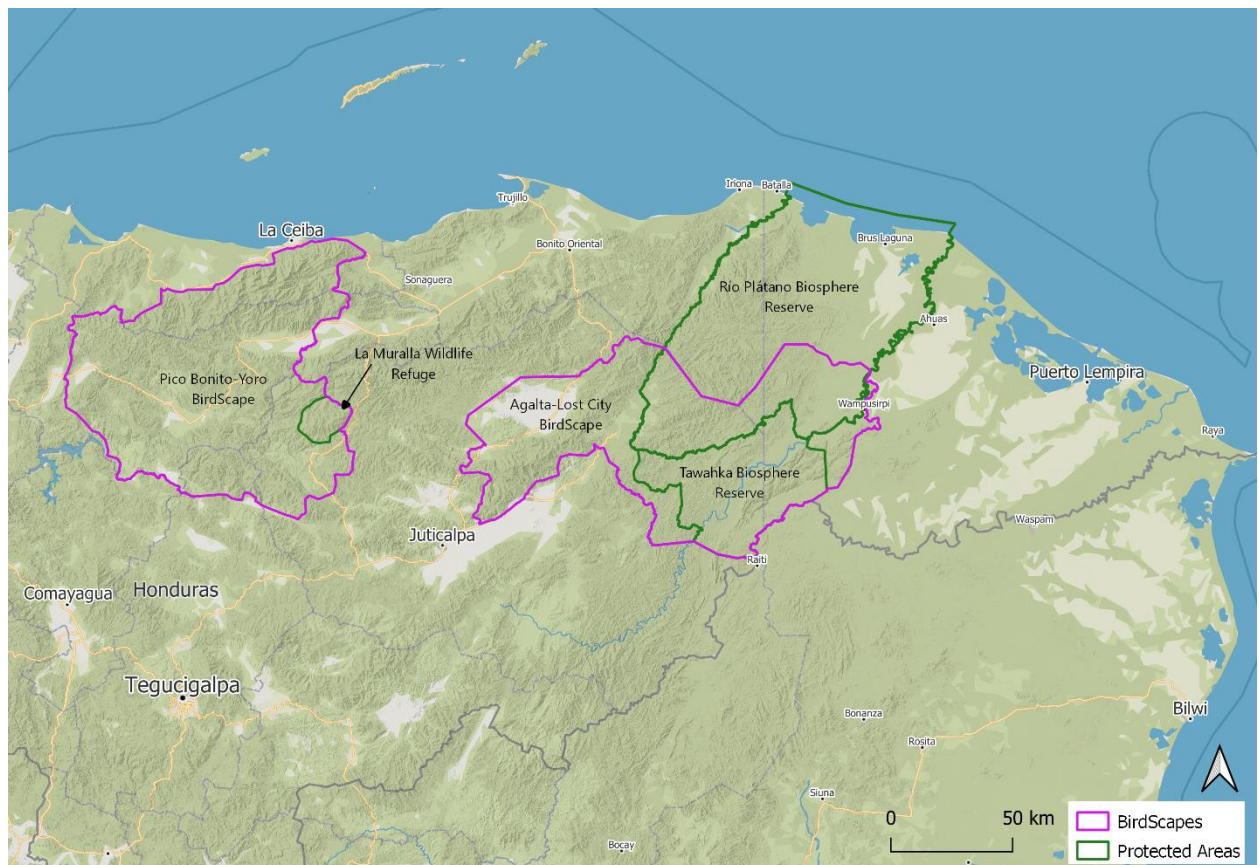 Iriona
Batalla
Trujillo
La Ceiba
Brus Laguna
Bonito Oriental
Sonaguera
Río Plátano Biosphere
Reserve
Ahuas
La Muralla Wildlife
Refuge
Puerto Lempira
Pico Bonito-Yoro
BirdScape
Agalta-Lost City
BirdScape
Wampusirpi
Raya
Tawahka Biosphere
Reserve
Waspam
Juticalpa
Raiti
Honduras
Comayagua
Tegucigalpa
Bilwi
Bonanza
Rosita
Siuna
Bocay
0 50 km
BirdScapes
Protected Areas